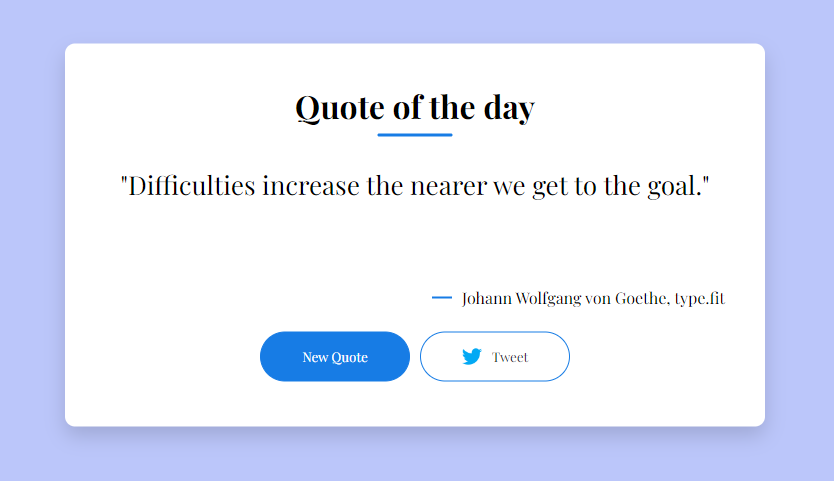 Quote of the day
"Difficulties increase the nearer we get to the goal."
Johann Wolfgang von Goethe, type.fit
New Quote
Tweet